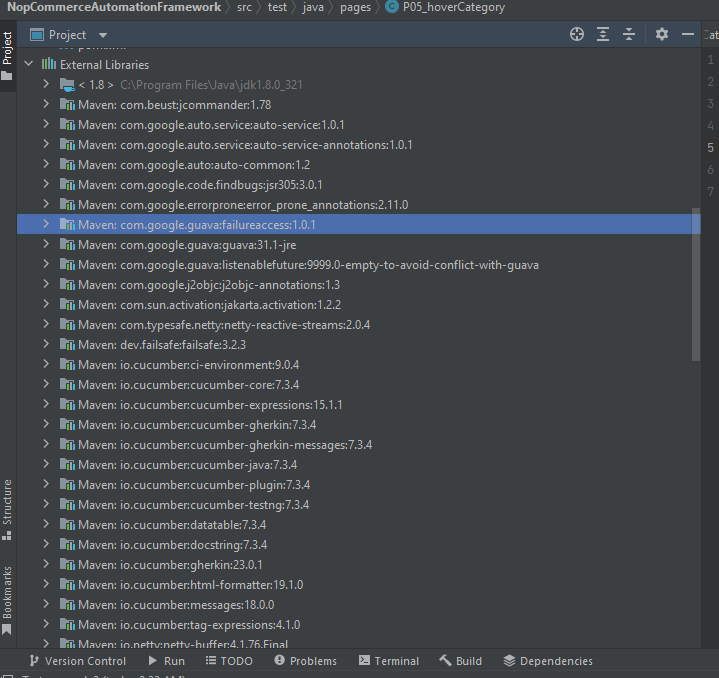 NopCommerceAutomationFramework src test java pages C P05_hoverCategory
Project
Project
External Libraries
< 1.8 > C:\Program Files\Java\jdk1.8.0_321
Maven: com.beust:jcommander:1.78
Maven: com.google.auto.service:auto-service:1.0.1
Maven: com.google.auto.service:auto-service-annotations:1.0.1
Maven: com.google.auto:auto-common:1.2
Maven: com.google.code.findbugs:jsr305:3.0.1
Maven: com.google.errorprone:error_prone_annotations:2.11.0
Maven: com.google.guava:failureaccess:1.0.1
Maven: com.google.guava:guava:31.1-jre
Maven: com.google.guava:listenablefuture:9999.0-empty-to-avoid-conflict-with-guava
Maven: com.google.j2objc:j2objc-annotations:1.3
Maven: com.sun.activation:jakarta.activation:1.2.2
Maven: com.typesafe.netty:netty-reactive-streams:2.0.4
Maven: dev.failsafe:failsafe:3.2.3
Maven: io.cucumber:ci-environment:9.0.4
Maven: io.cucumber:cucumber-core:7.3.4
Maven: io.cucumber:cucumber-expressions:15.1.1
Maven: io.cucumber:cucumber-gherkin:7.3.4
Maven: io.cucumber:cucumber-gherkin-messages:7.3.4
Maven: io.cucumber:cucumber-java:7.3.4
Maven: io.cucumber:cucumber-plugin:7.3.4
Maven: io.cucumber:cucumber-testng:7.3.4
Maven: io.cucumber:datatable:7.3.4
Maven: io.cucumber:docstring:7.3.4
Maven: io.cucumber:gherkin:23.0.1
Maven: io.cucumber:html-formatter:19.1.0
Maven: io.cucumber:messages:18.0.0
Maven: io.cucumber:tag-expressions:4.1.0
Maven: io.netty:netty-buffer:4.1.76.Final
1
2
3
4
5
6
7
Structure
Bookmarks
Version Control Run TODO Problems Terminal Build Dependencies